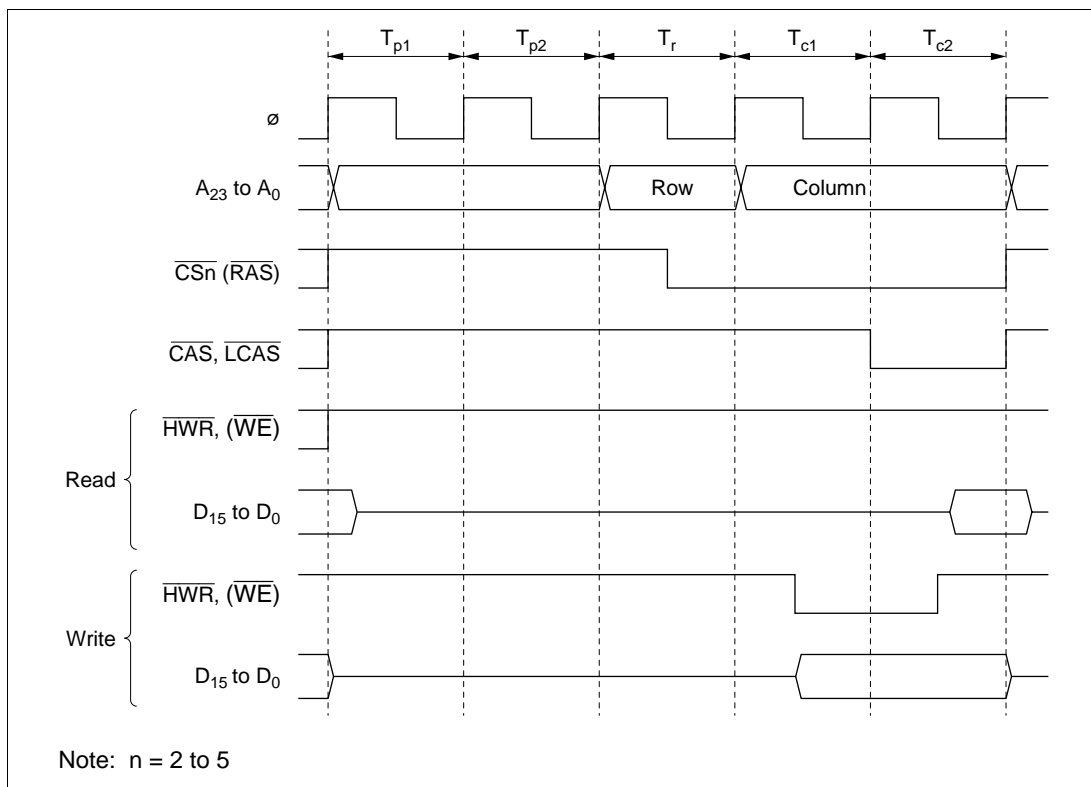 Tp1 Tp2 Tr Tc1 Tc2
ø
A23 to A0 Row Column
CSn (RAS)
CAS, LCAS
Read
HWR, (WE)
D15 to D0
Write
HWR, (WE)
D15 to D0
Note: n = 2 to 5